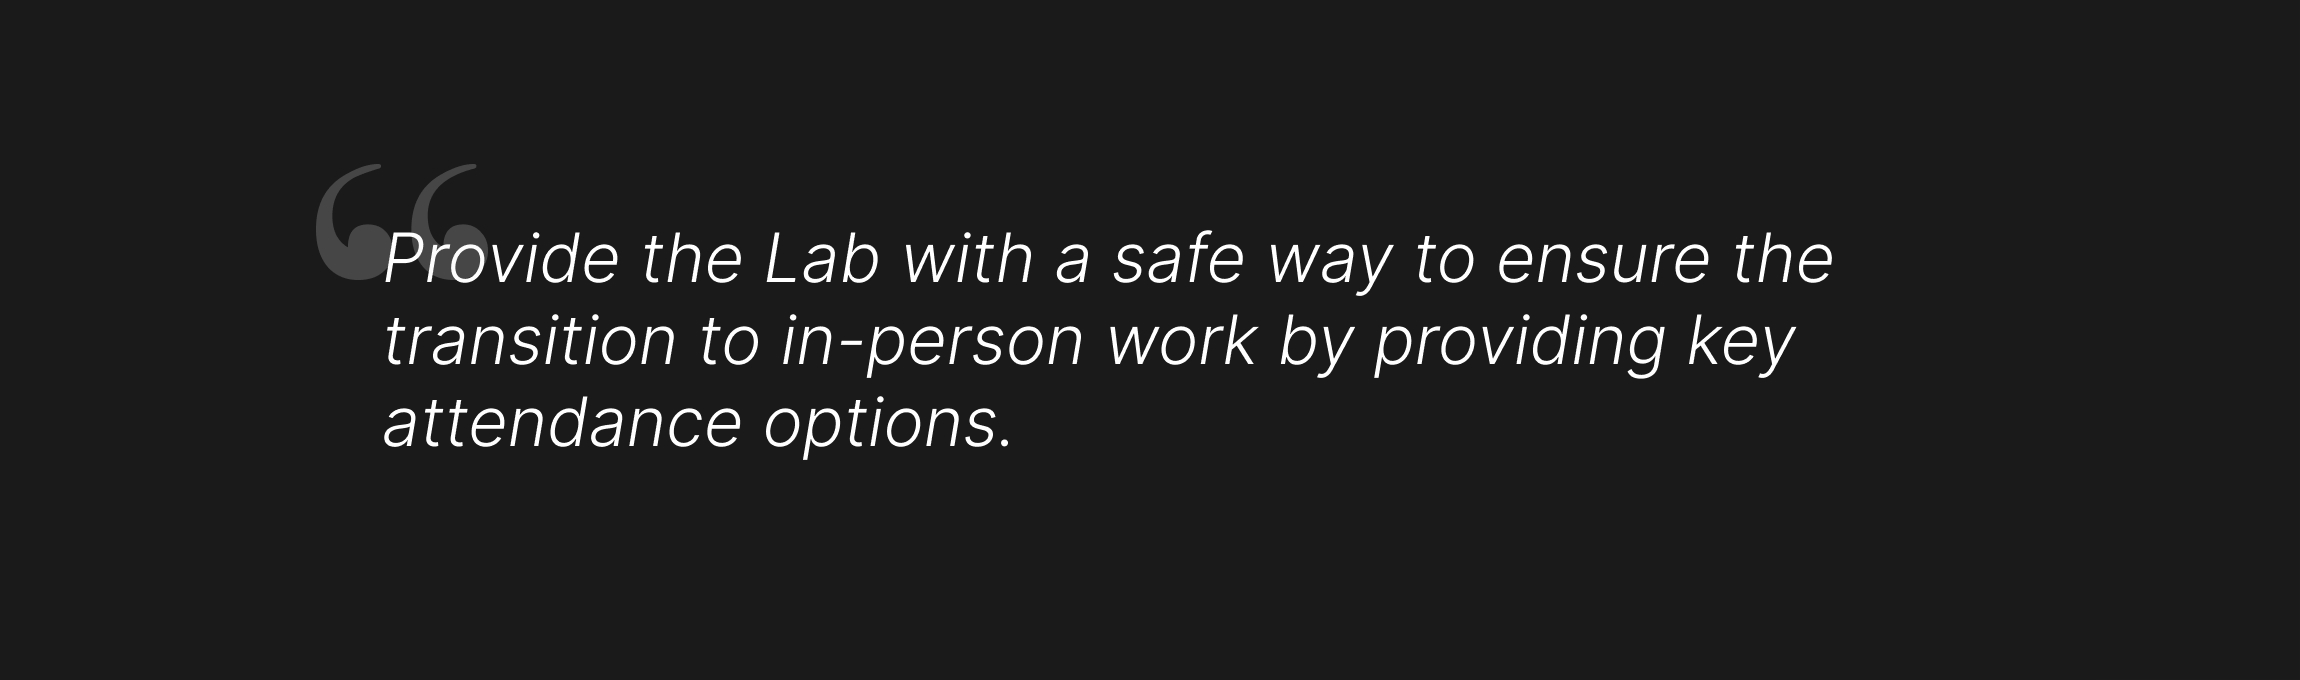 “
Provide the Lab with a safe way to ensure the
transition to in-person work by providing key
attendance options.